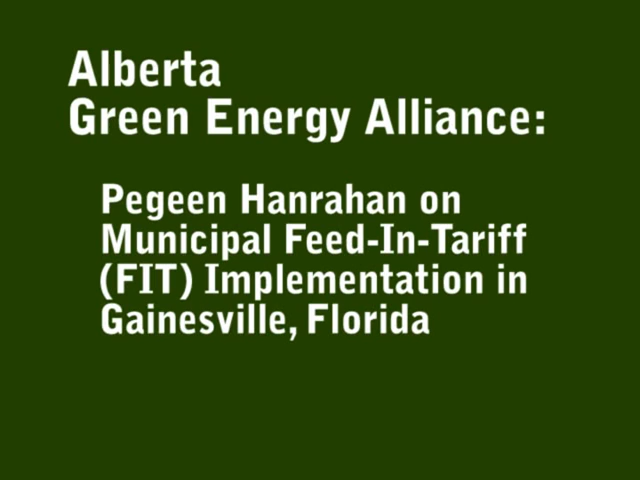 Alberta
Green Energy Alliance:
Pegeen Hanrahan on
Municipal Feed-In-Tariff
(FIT) Implementation in
Gainesville, Florida